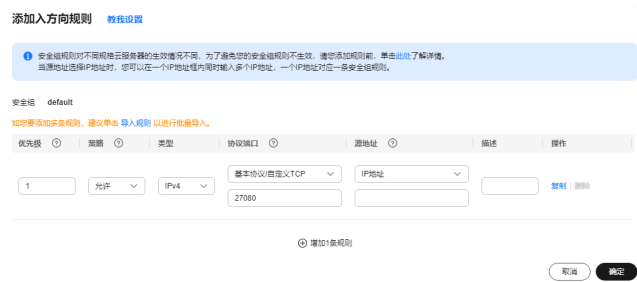 添加入方向规则 教我设置
安全组规则对不同规格云服务器的生效情况不同，为了避免您的安全组规则不生效，请您添加规则前，单击此处了解详情。
当源地址选择IP地址时，您可以在一个IP地址框内同时输入多个IP地址，一个IP地址对应一条安全组规则。
安全组 default
如您要添加多条规则，建议单击 导入规则 以进行批量导入。
优先级 策略 类型 协议端口 源地址 描述 操作
基本协议/自定义TCP IP地址
1 允许 IPv4 复制 删除
27080
增加1条规则
取消 确定